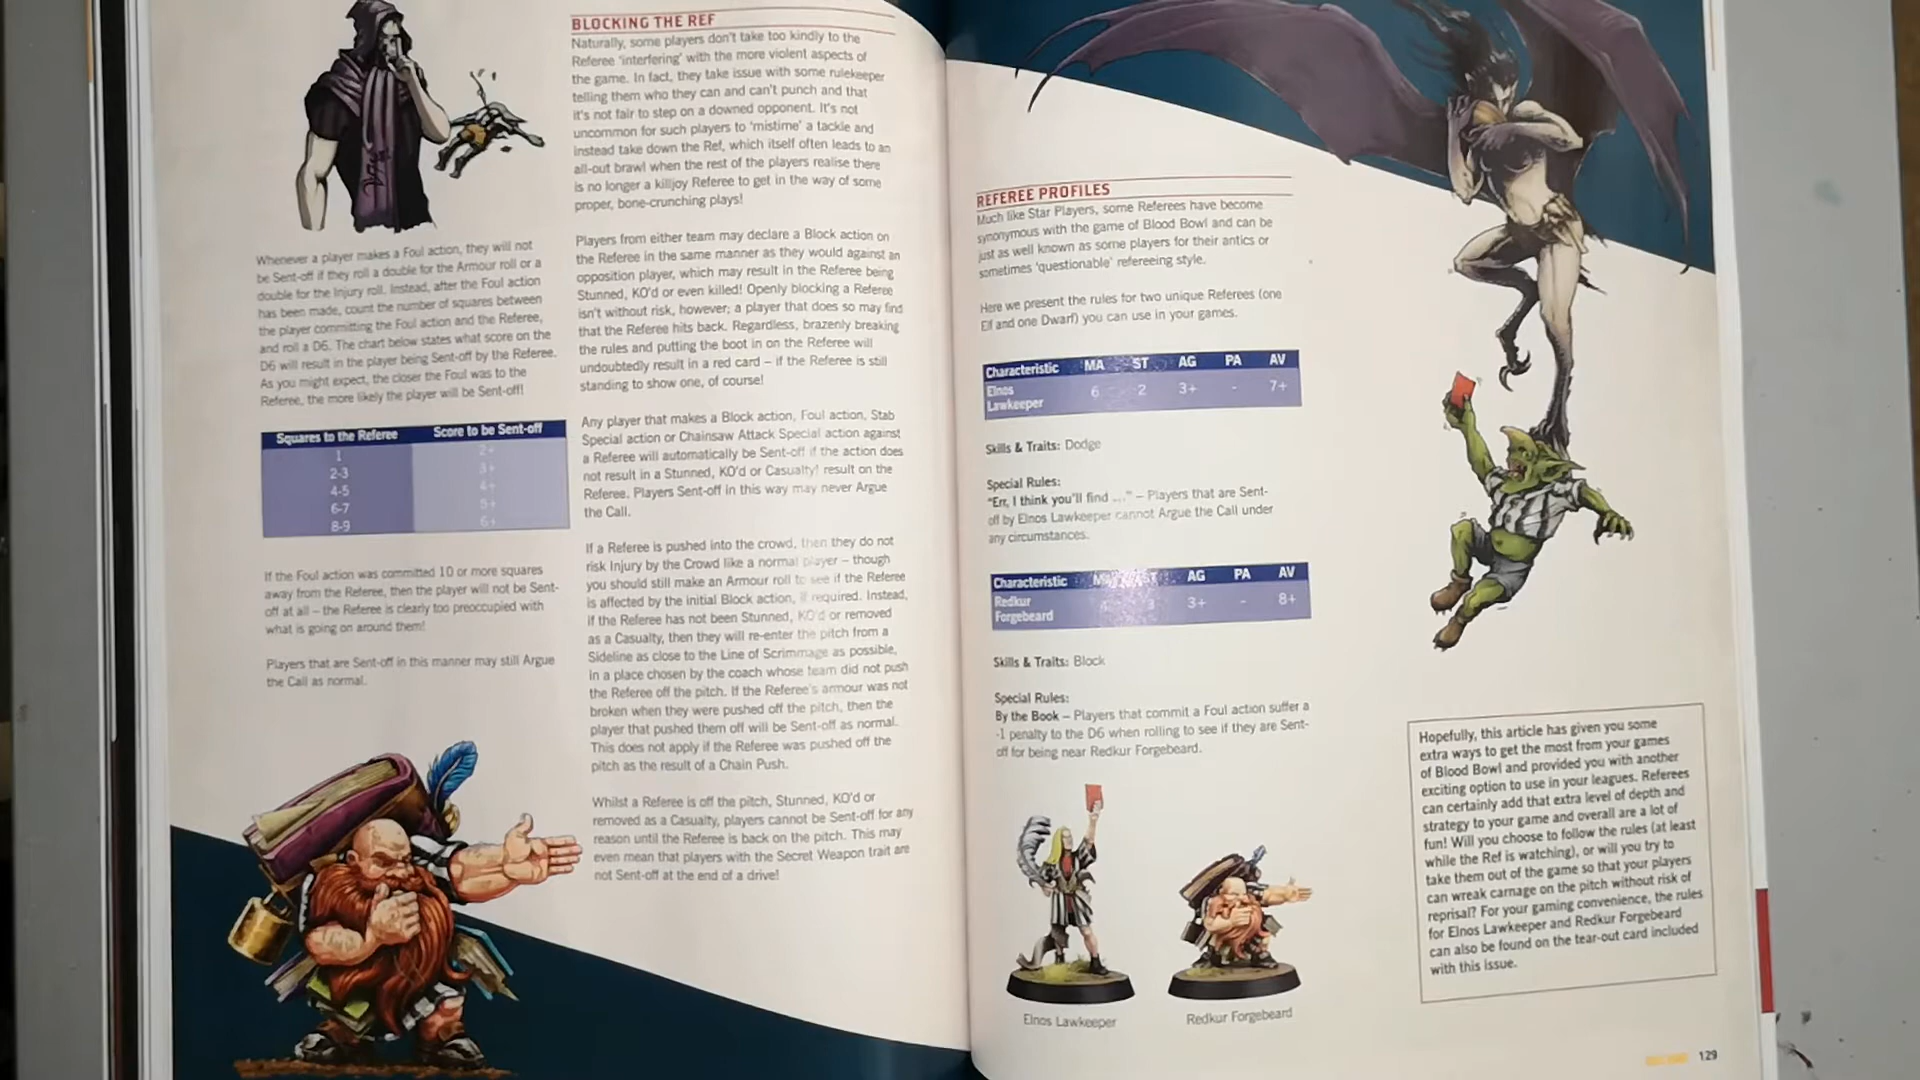 Whenever a player makes a Foul action, they will not
be Sent-off if they roll a double for the Armour roll or a
double for the Injury roll. Instead, after the Foul action
has been made, count the number of squares between
the player committing the Foul action and the Referee,
and roll a D6. The chart below states what score on the
D6 will result in the player being Sent-off by the Referee.
As you might expect, the closer the Foul was to the
Referee, the more likely the player will be Sent-off!
Squares to the Referee Score to be Sent-off
1 2+
2-3 3+
4-5 4+
6-7 5+
8-9 6+
If the Foul action was committed 10 or more squares
away from the Referee, then the player will not be Sent-
off at all – the Referee is clearly too preoccupied with
what is going on around them!
Players that are Sent-off in this manner may still Argue
the Call as normal.
BLOCKING THE REF
Naturally, some players don't take too kindly to the
Referee 'interfering' with the more violent aspects of
the game. In fact, they take issue with some rulekeeper
telling them who they can and can't punch and that
it's not fair to step on a downed opponent. It's not
uncommon for such players to 'mistime' a tackle and
instead take down the Ref, which itself often leads to an
all-out brawl when the rest of the players realise there
is no longer a killjoy Referee to get in the way of some
proper, bone-crunching plays!
Players from either team may declare a Block action on
the Referee in the same manner as they would against an
opposition player, which may result in the Referee being
Stunned, KO'd or even killed! Openly blocking a Referee
isn't without risk, however; a player that does so may find
that the Referee hits back. Regardless, brazenly breaking
the rules and putting the boot in on the Referee will
undoubtedly result in a red card – if the Referee is still
standing to show one, of course!
Any player that makes a Block action, Foul action, Stab
Special action or Chainsaw Attack Special action against
a Referee will automatically be Sent-off if the action does
not result in a Stunned, KO'd or Casualty! result on the
Referee. Players Sent-off in this way may never Argue
the Call.
If a Referee is pushed into the crowd, then they do not
risk Injury by the Crowd like a normal player – though
you should still make an Armour roll to see if the Referee
is affected by the initial Block action, if required. Instead,
if the Referee has not been Stunned, KO'd or removed
as a Casualty, then they will re-enter the pitch from a
Sideline as close to the Line of Scrimmage as possible,
in a place chosen by the coach whose team did not push
the Referee off the pitch. If the Referee's armour was not
broken when they were pushed off the pitch, then the
player that pushed them off will be Sent-off as normal.
This does not apply if the Referee was pushed off the
pitch as the result of a Chain Push.
Whilst a Referee is off the pitch, Stunned, KO'd or
removed as a Casualty, players cannot be Sent-off for any
reason until the Referee is back on the pitch. This may
even mean that players with the Secret Weapon trait are
not Sent-off at the end of a drive!
REFEREE PROFILES
Much like Star Players, some Referees have become
synonymous with the game of Blood Bowl and can be
just as well known as some players for their antics or
sometimes 'questionable' refereeing style.
Here we present the rules for two unique Referees (one
Elf and one Dwarf) you can use in your games.
Characteristic MA ST AG PA AV
Elnos
Lawkeeper 6 2 3+ - 7+
Skills & Traits: Dodge
Special Rules:
"Err, I think you'll find ..." – Players that are Sent-
off by Elnos Lawkeeper cannot Argue the Call under
any circumstances.
Characteristic AG PA AV
Redkur
Forgebeard 3 3+ - 8+
Skills & Traits: Block
Special Rules:
By the Book – Players that commit a Foul action suffer a
-1 penalty to the D6 when rolling to see if they are Sent-
off for being near Redkur Forgebeard.
Elnos Lawkeeper
Redkur Forgebeard
Hopefully, this article has given you some
extra ways to get the most from your games
of Blood Bowl and provided you with another
exciting option to use in your leagues. Referees
can certainly add that extra level of depth and
strategy to your game and overall are a lot of
fun! Will you choose to follow the rules (at least
while the Ref is watching), or will you try to
take them out of the game so that your players
can wreak carnage on the pitch without risk of
reprisal? For your gaming convenience, the rules
for Elnos Lawkeeper and Redkur Forgebeard
can also be found on the tear-out card included
with this issue.
129